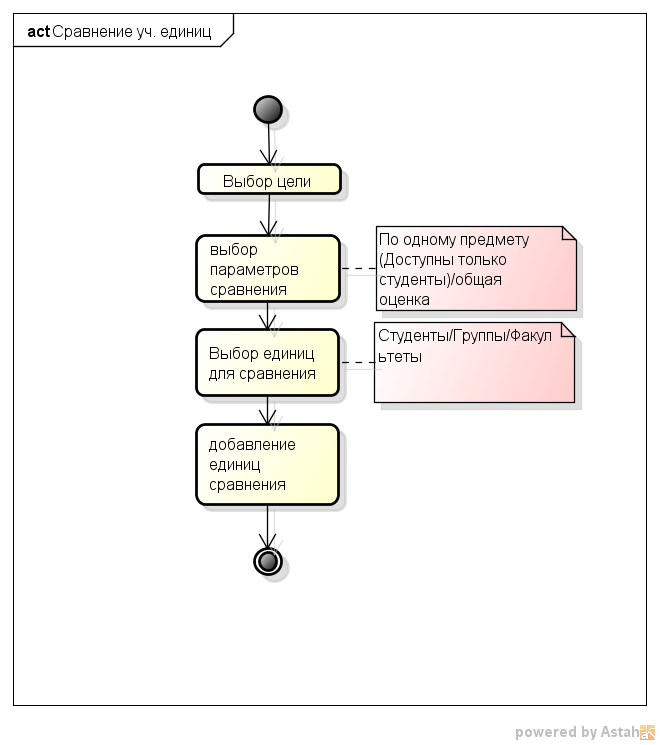 act Сравнение уч. единиц
Выбор цели
выбор
параметров
сравнения
По одному предмету
(Доступны только
студенты)/общая
оценка
Выбор единиц
для сравнения
Студенты/Группы/Факул
ьтеты
добавление
единиц
сравнения
powered by Astah